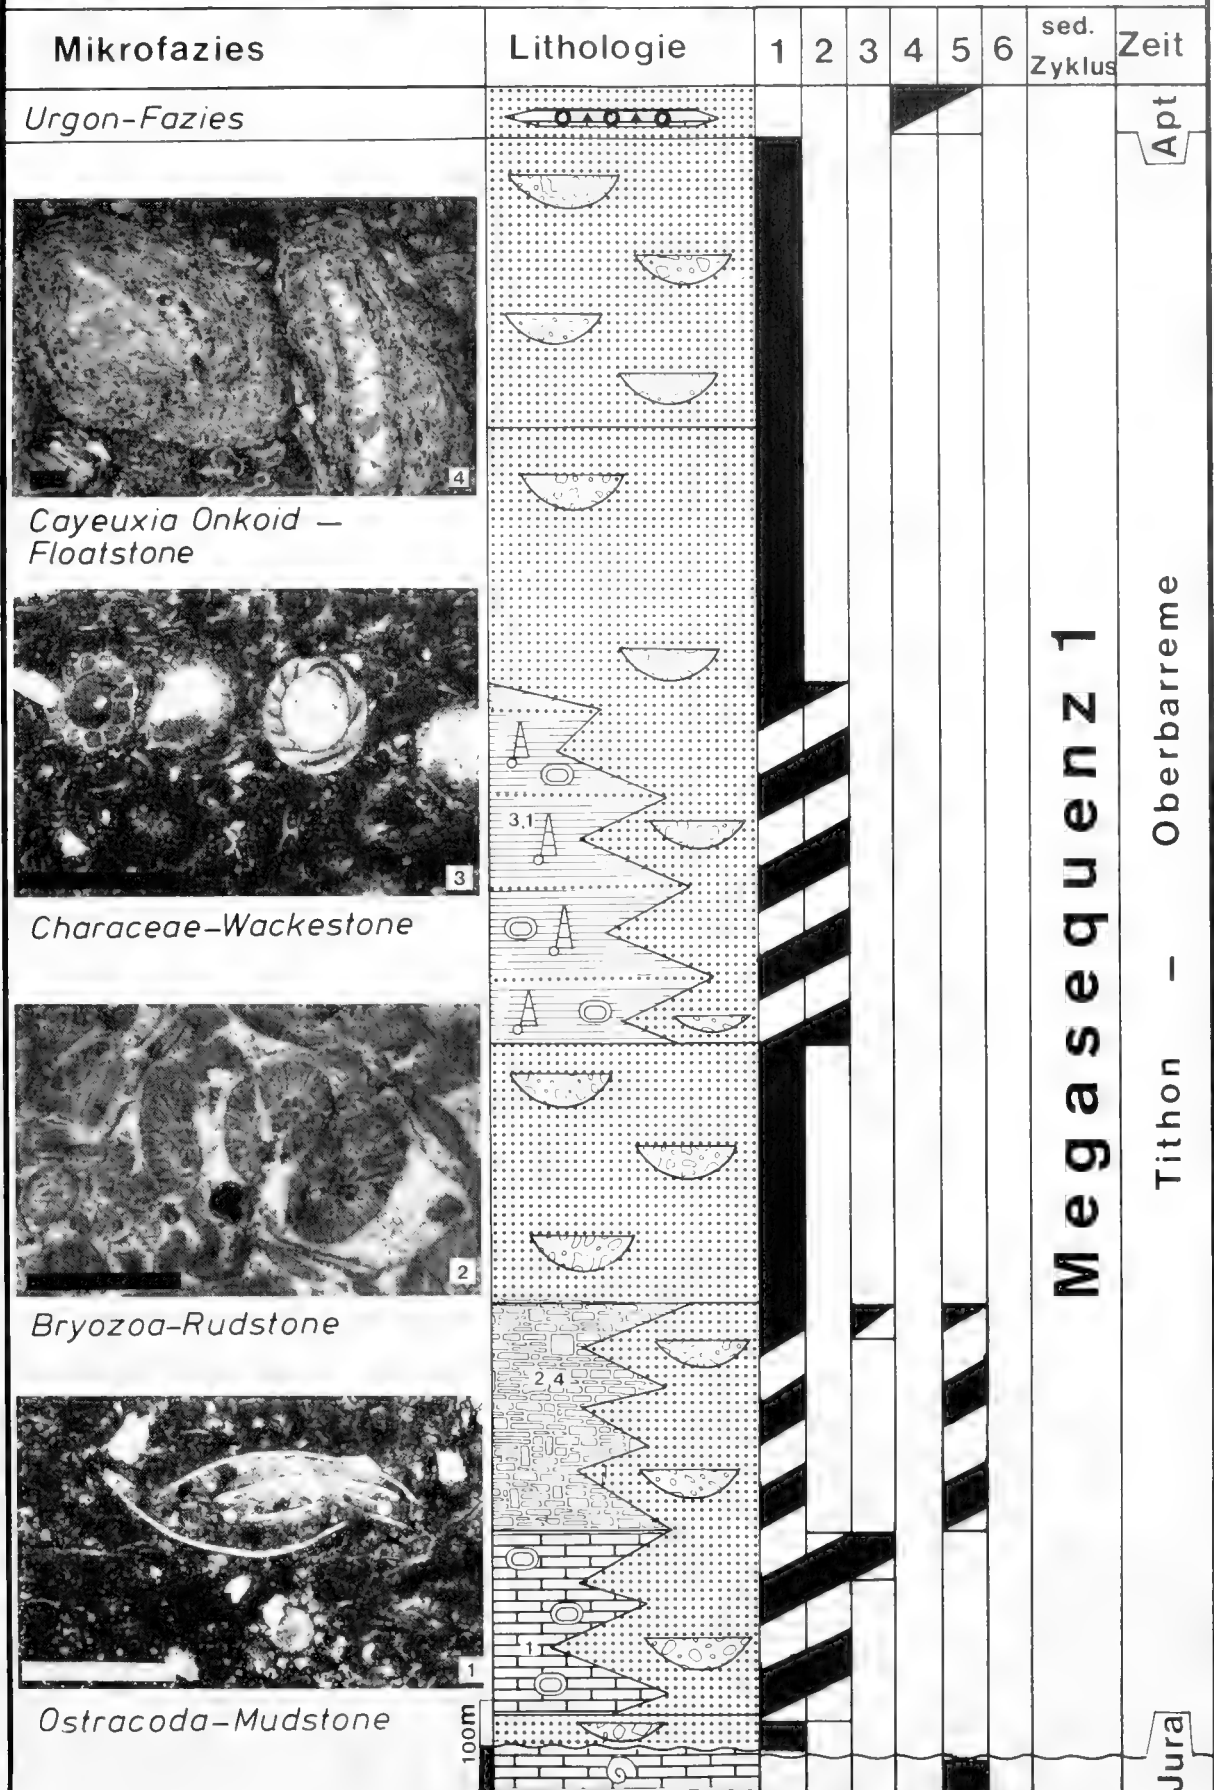 Mikrofazies
Lithologie
1 2 3 4 5 6
sed.
Zyklus
Zeit
Urgon-Fazies
Apt
4
Cayeuxia Onkoid –
Floatstone
3
Characeae-Wackestone
3,1
2
Bryozoa-Rudstone
2,4
1
Ostracoda-Mudstone
1
100m
Megasequenz 1
Tithon – Oberbarreme
Jura